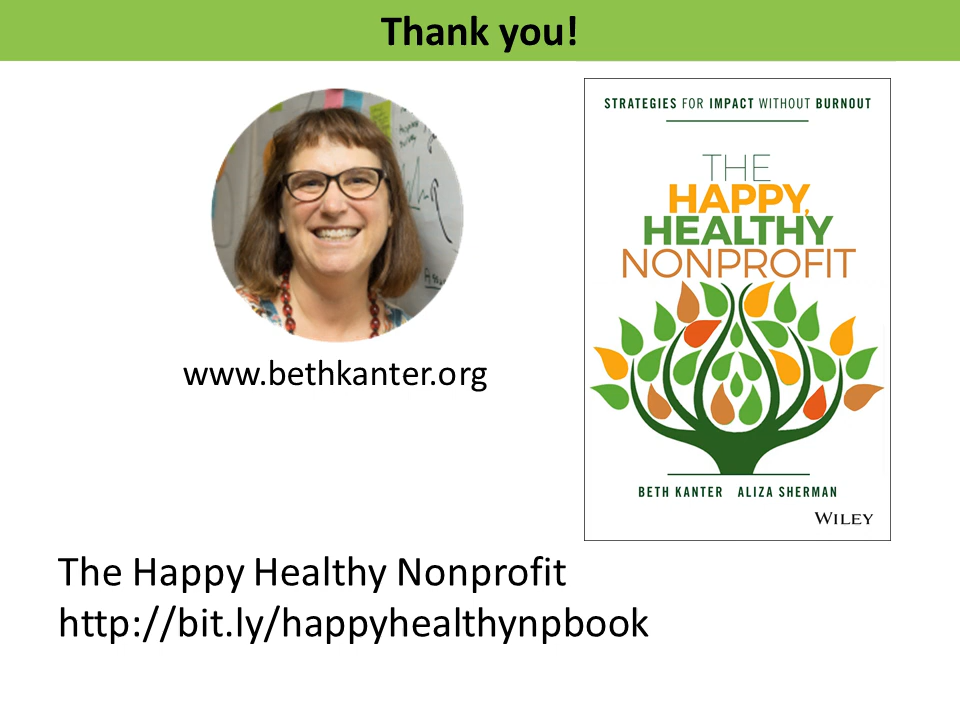 Thank you!
STRATEGIES FOR IMPACT WITHOUT BURNOUT
THE
HAPPY,
HEALTHY
NONPROFIT
www.bethkanter.org
BETH KANTER ALIZA SHERMAN
WILEY
The Happy Healthy Nonprofit
http://bit.ly/happyhealthynpbook